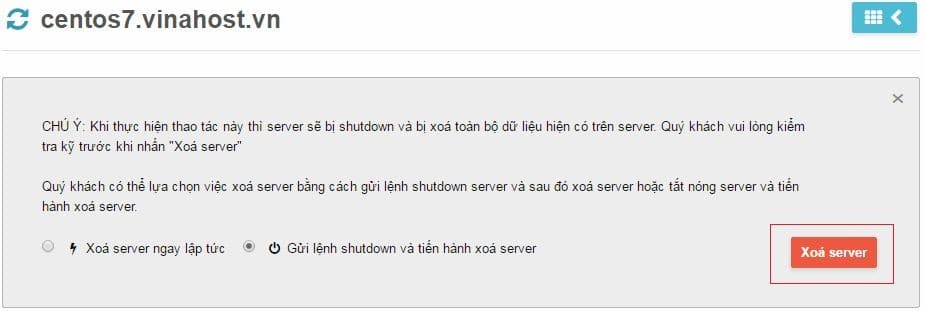 centos7.vinahost.vn
CHÚ Ý: Khi thực hiện thao tác này thì server sẽ bị shutdown và bị xoá toàn bộ dữ liệu hiện có trên server. Quý khách vui lòng kiểm
tra kỹ trước khi nhấn "Xoá server"
Quý khách có thể lựa chọn việc xoá server bằng cách gửi lệnh shutdown server và sau đó xoá server hoặc tắt nóng server và tiến
hành xoá server.
Xoá server ngay lập tức Gửi lệnh shutdown và tiến hành xoá server
Xoá server